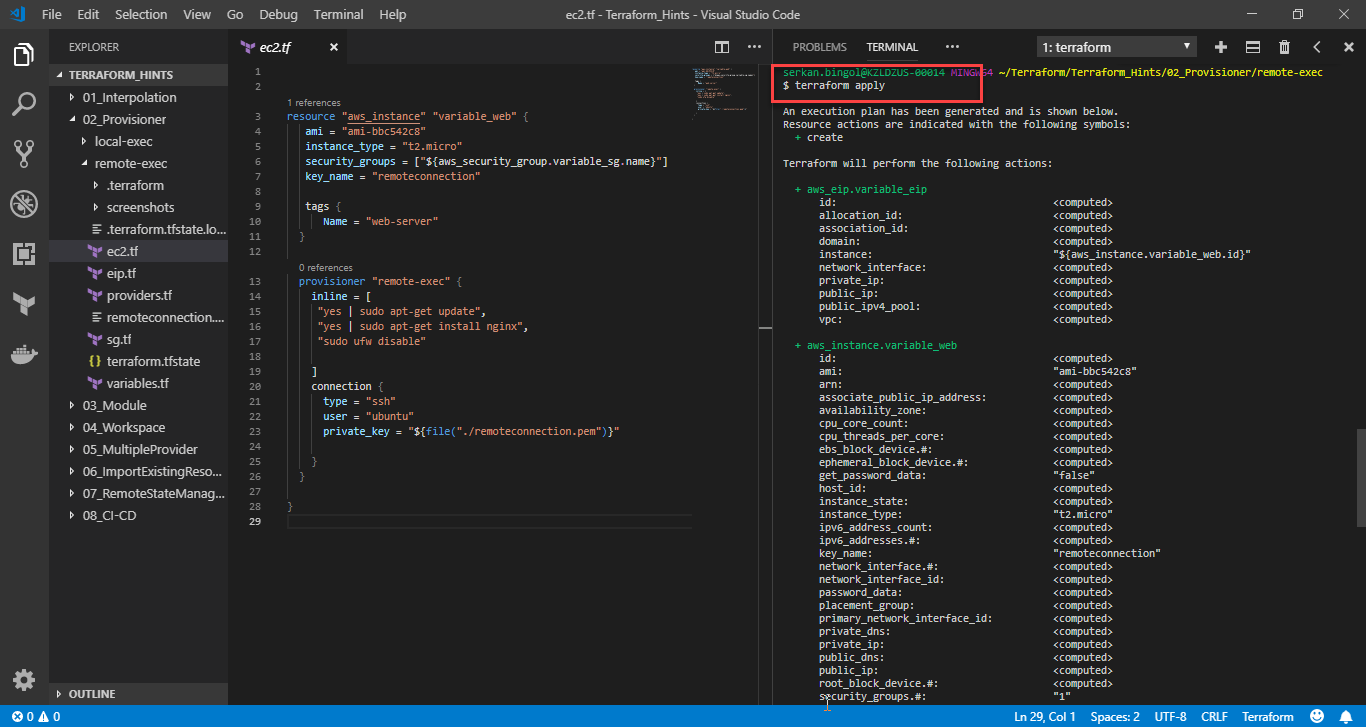 File Edit Selection View Go Debug Terminal Help
ec2.tf - Terraform_Hints - Visual Studio Code
EXPLORER
TERRAFORM_HINTS
01_Interpolation
02_Provisioner
local-exec
remote-exec
.terraform
screenshots
.terraform.tfstate.lo...
ec2.tf
eip.tf
providers.tf
remoteconnection....
sg.tf
terraform.tfstate
variables.tf
03_Module
04_Workspace
05_MultipleProvider
06_ImportExistingReso...
07_RemoteStateManag...
08_CI-CD
OUTLINE
ec2.tf
1
2
1 references
3 resource "aws_instance" "variable_web" {
4 ami = "ami-bbc542c8"
5 instance_type = "t2.micro"
6 security_groups = ["${aws_security_group.variable_sg.name}"]
7 key_name = "remoteconnection"
8
9 tags {
10 Name = "web-server"
11 }
12
0 references
13 provisioner "remote-exec" {
14 inline = [
15 "yes | sudo apt-get update",
16 "yes | sudo apt-get install nginx",
17 "sudo ufw disable"
18
19 ]
20 connection {
21 type = "ssh"
22 user = "ubuntu"
23 private_key = "${file("./remoteconnection.pem")}"
24
25 }
26 }
27
28 }
29
PROBLEMS TERMINAL ... 1: terraform
serkan.bingol@KZLDZUS-00014 MINGW64 ~/Terraform/Terraform_Hints/02_Provisioner/remote-exec
$ terraform apply
An execution plan has been generated and is shown below.
Resource actions are indicated with the following symbols:
+ create
Terraform will perform the following actions:
+ aws_eip.variable_eip
id: <computed>
allocation_id: <computed>
association_id: <computed>
domain: <computed>
instance: "${aws_instance.variable_web.id}"
network_interface: <computed>
private_ip: <computed>
public_ip: <computed>
public_ipv4_pool: <computed>
vpc: <computed>
+ aws_instance.variable_web
id: <computed>
ami: "ami-bbc542c8"
arn: <computed>
associate_public_ip_address: <computed>
availability_zone: <computed>
cpu_core_count: <computed>
cpu_threads_per_core: <computed>
ebs_block_device.#: <computed>
ephemeral_block_device.#: <computed>
get_password_data: "false"
host_id: <computed>
instance_state: <computed>
instance_type: "t2.micro"
ipv6_address_count: <computed>
ipv6_addresses.#: <computed>
key_name: "remoteconnection"
network_interface.#: <computed>
network_interface_id: <computed>
password_data: <computed>
placement_group: <computed>
primary_network_interface_id: <computed>
private_dns: <computed>
private_ip: <computed>
public_dns: <computed>
public_ip: <computed>
root_block_device.#: <computed>
security_groups.#: "1"
0 0
Ln 29, Col 1 Spaces: 2 UTF-8 CRLF Terraform